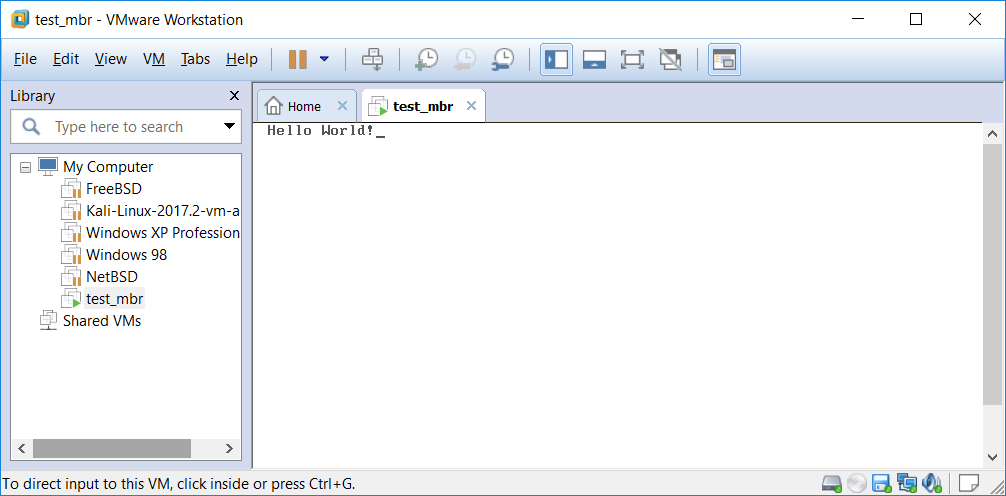 test_mbr - VMware Workstation
File Edit View VM Tabs Help
Library
Type here to search
My Computer
FreeBSD
Kali-Linux-2017.2-vm-a
Windows XP Profession
Windows 98
NetBSD
test_mbr
Shared VMs
Home
test_mbr
Hello World!_
To direct input to this VM, click inside or press Ctrl+G.